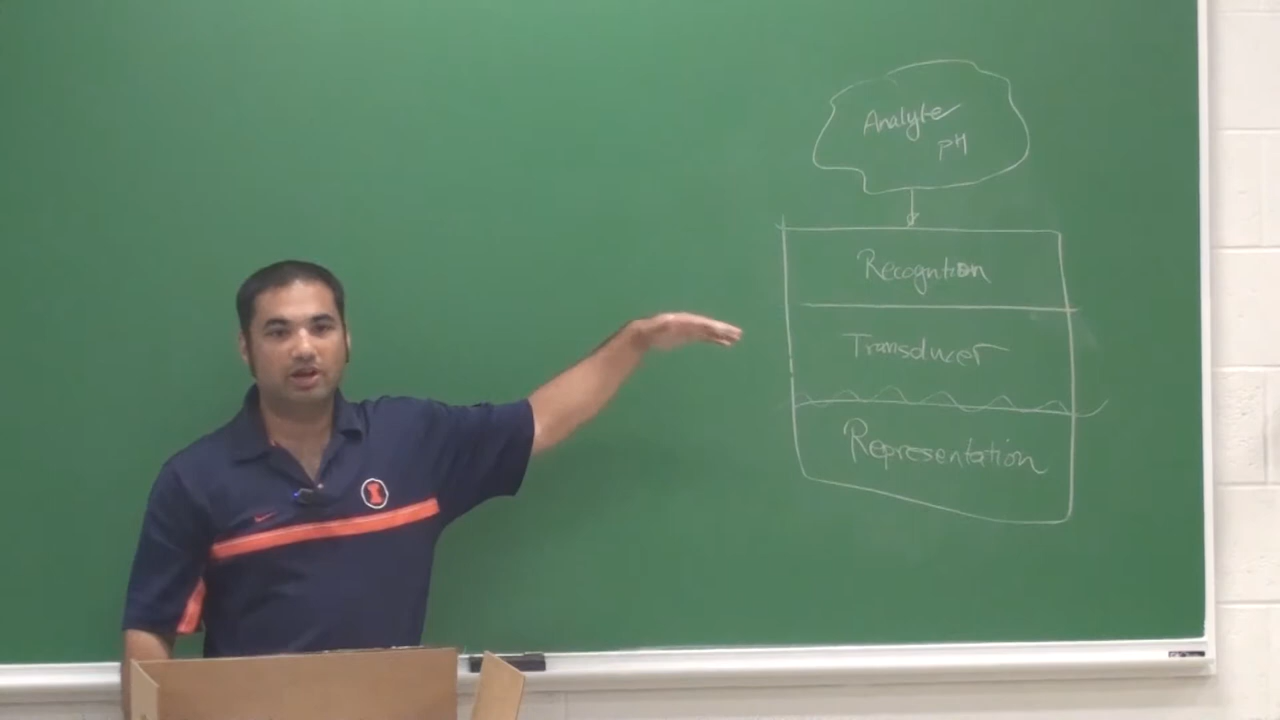 Analyte
pH
Recognition
Transducer
Representation